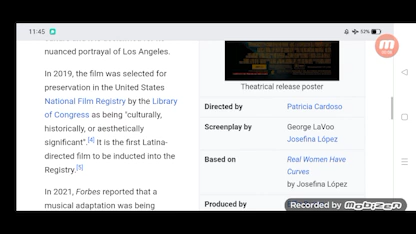 11:45
52%
nuanced portrayal of Los Angeles.
In 2019, the film was selected for
preservation in the United States
National Film Registry by the Library
of Congress as being "culturally,
historically, or aesthetically
significant".[4] It is the first Latina-
directed film to be inducted into the
Registry.[5]
In 2021, Forbes reported that a
musical adaptation was being
Theatrical release poster
Directed by
Patricia Cardoso
Screenplay by
George LaVoo
Josefina López
Based on
Real Women Have
Curves
by Josefina López
Produced by
Recorded by
Mobizen